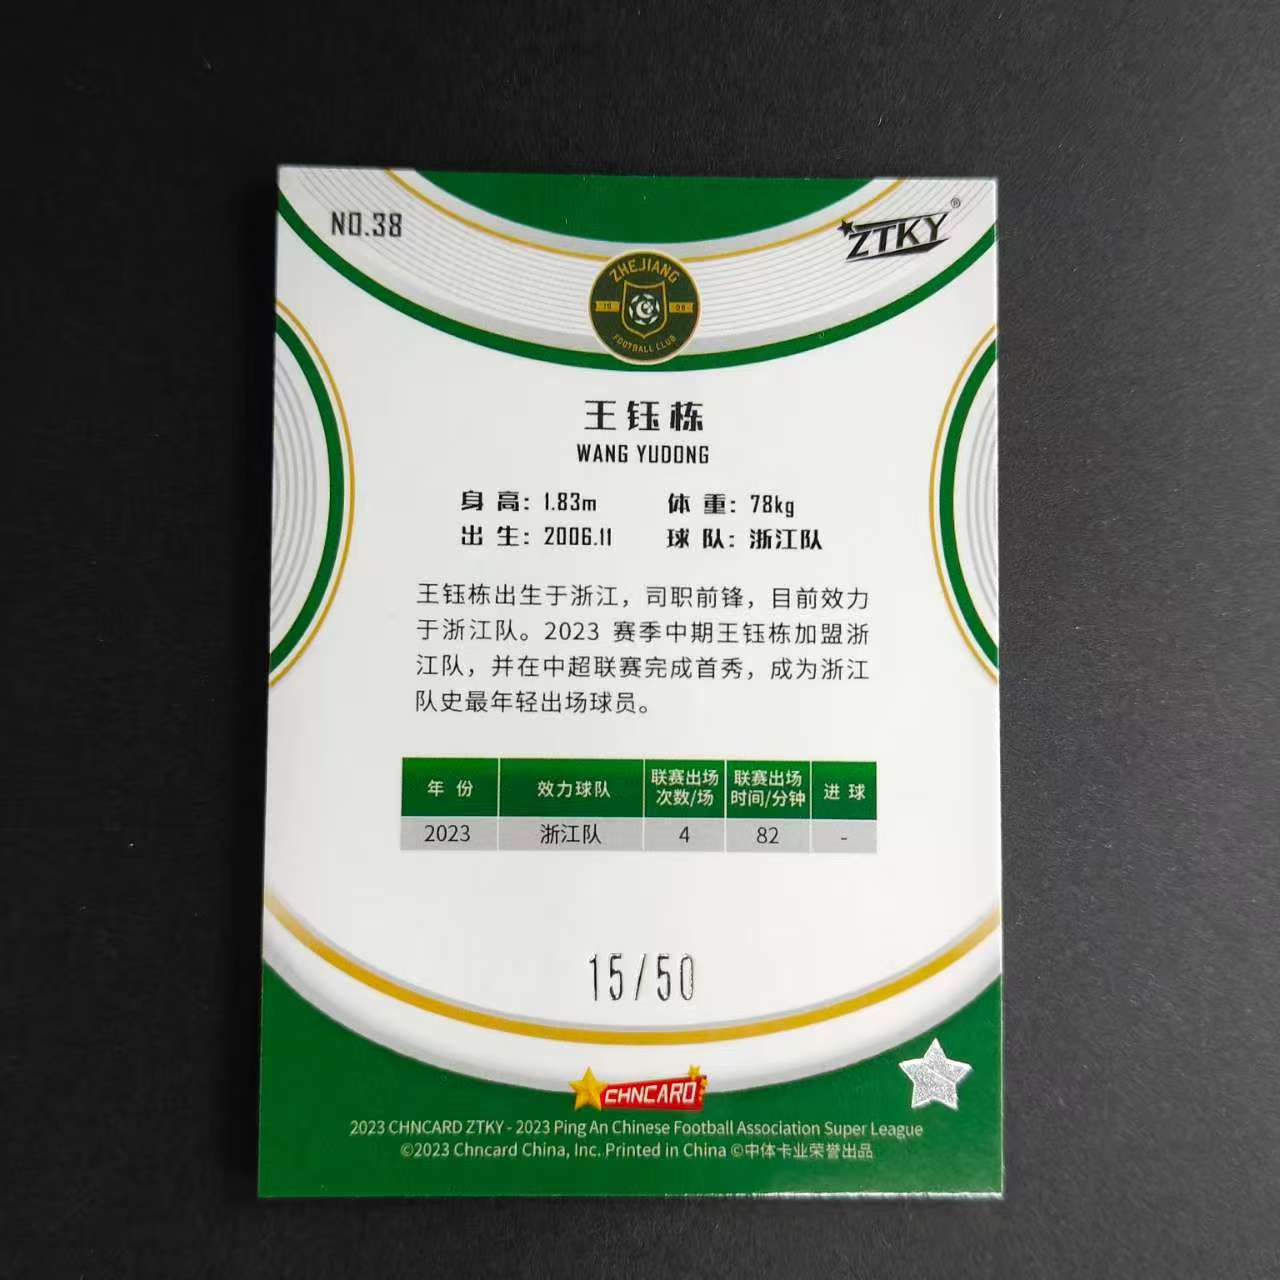 NO.38
ZTKY®
ZHEJIANG
19 98
FOOTBALL CLUB
王钰栋
WANG YUDONG
身 高: 1.83m 体 重: 78kg
出 生: 2006.11 球 队: 浙江队
王钰栋出生于浙江，司职前锋，目前效力
于浙江队。2023 赛季中期王钰栋加盟浙
江队，并在中超联赛完成首秀，成为浙江
队史最年轻出场球员。
年 份 效力球队 联赛出场次数/场 联赛出场时间/分钟 进 球
2023 浙江队 4 82 -
15/50
CHNCARD
2023 CHNCARD ZTKY - 2023 Ping An Chinese Football Association Super League
©2023 Chncard China, Inc. Printed in China ©中体卡业荣誉出品